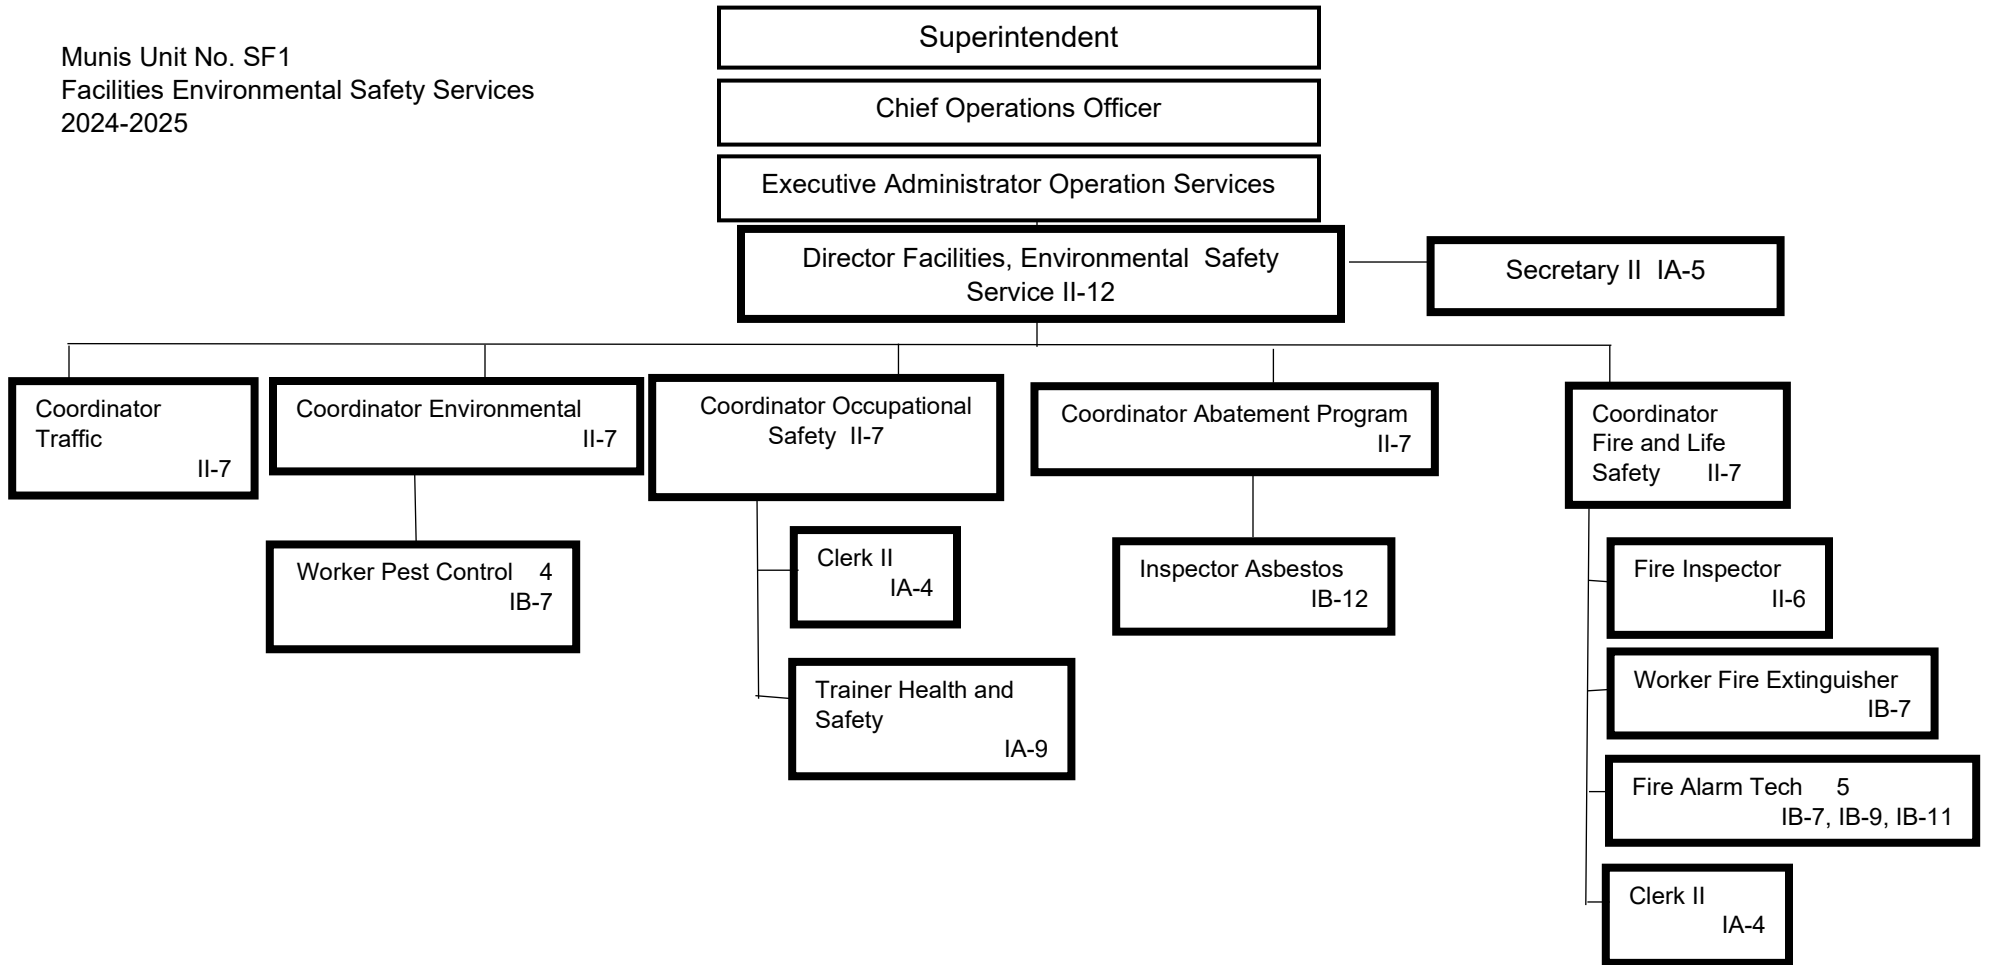 Munis Unit No. SF1
Facilities Environmental Safety Services
2024-2025
Superintendent
Chief Operations Officer
Executive Administrator Operation Services
Director Facilities, Environmental  Safety
Service II-12
Secretary II  IA-5
Coordinator
Traffic
II-7
Coordinator Environmental
II-7
Coordinator Occupational
Safety  II-7
Coordinator Abatement Program
II-7
Coordinator
Fire and Life
Safety II-7
Worker Pest Control 4
IB-7
Clerk II
IA-4
Trainer Health and
Safety
IA-9
Inspector Asbestos
IB-12
Fire Inspector
II-6
Worker Fire Extinguisher
IB-7
Fire Alarm Tech 5
IB-7, IB-9, IB-11
Clerk II
IA-4